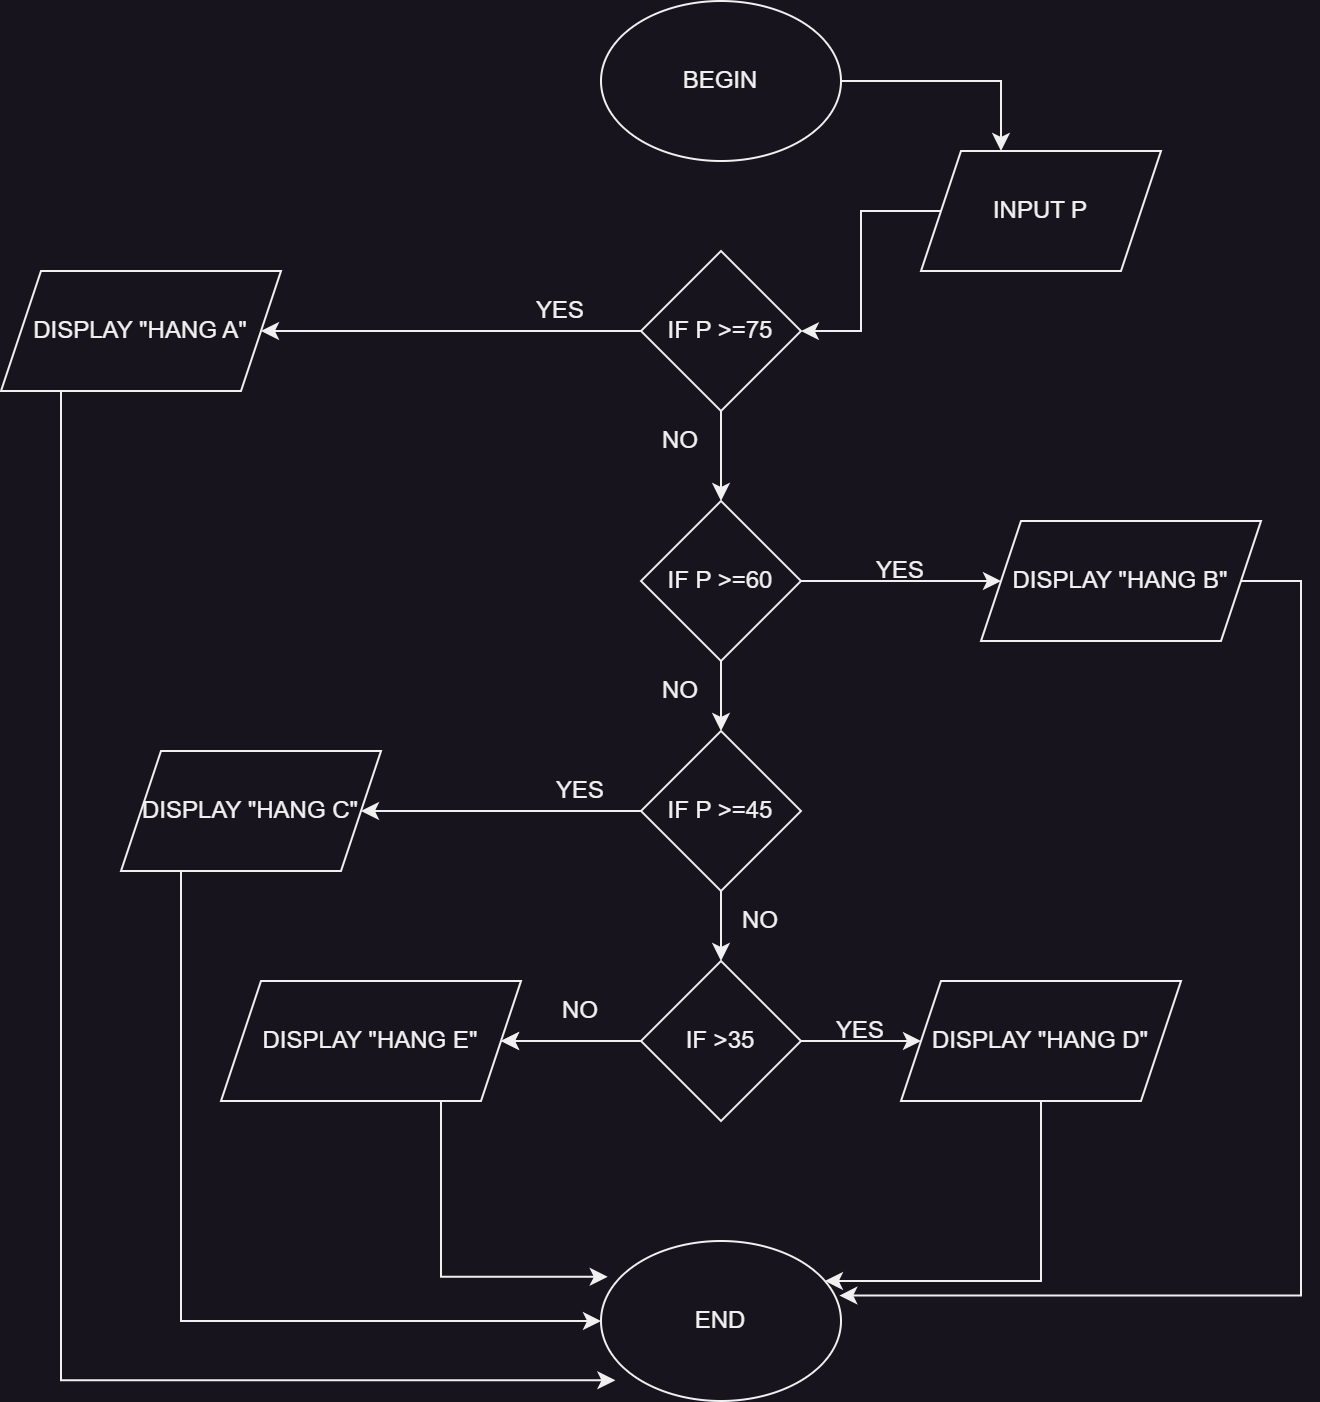 BEGIN
INPUT P
IF P >=75
YES
DISPLAY "HANG A"
NO
IF P >=60
YES
DISPLAY "HANG B"
NO
IF P >=45
YES
DISPLAY "HANG C"
NO
IF >35
NO
DISPLAY "HANG E"
YES
DISPLAY "HANG D"
END